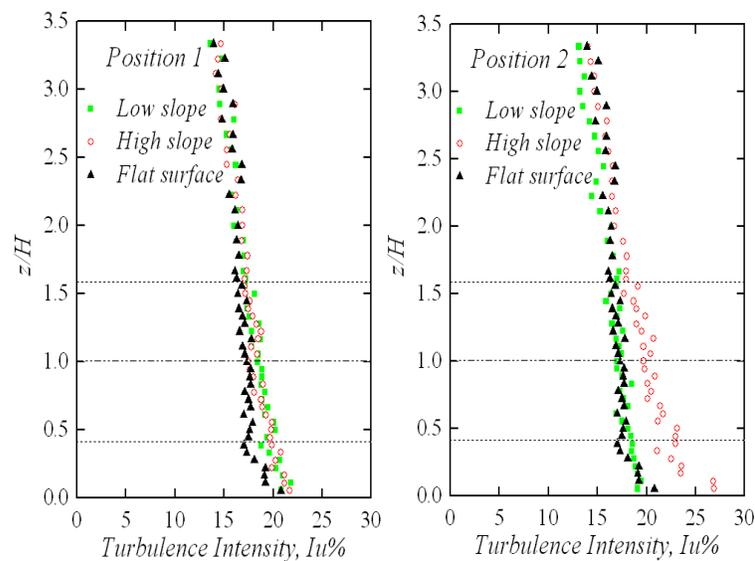 3.5
3.0
2.5
2.0
1.5
1.0
0.5
0.0
z/H
Position 1
Low slope
High slope
Flat surface
0 5 10 15 20 25 30
Turbulence Intensity, Iu%
3.5
3.0
2.5
2.0
1.5
1.0
0.5
0.0
z/H
Position 2
Low slope
High slope
Flat surface
0 5 10 15 20 25 30
Turbulence Intensity, Iu%